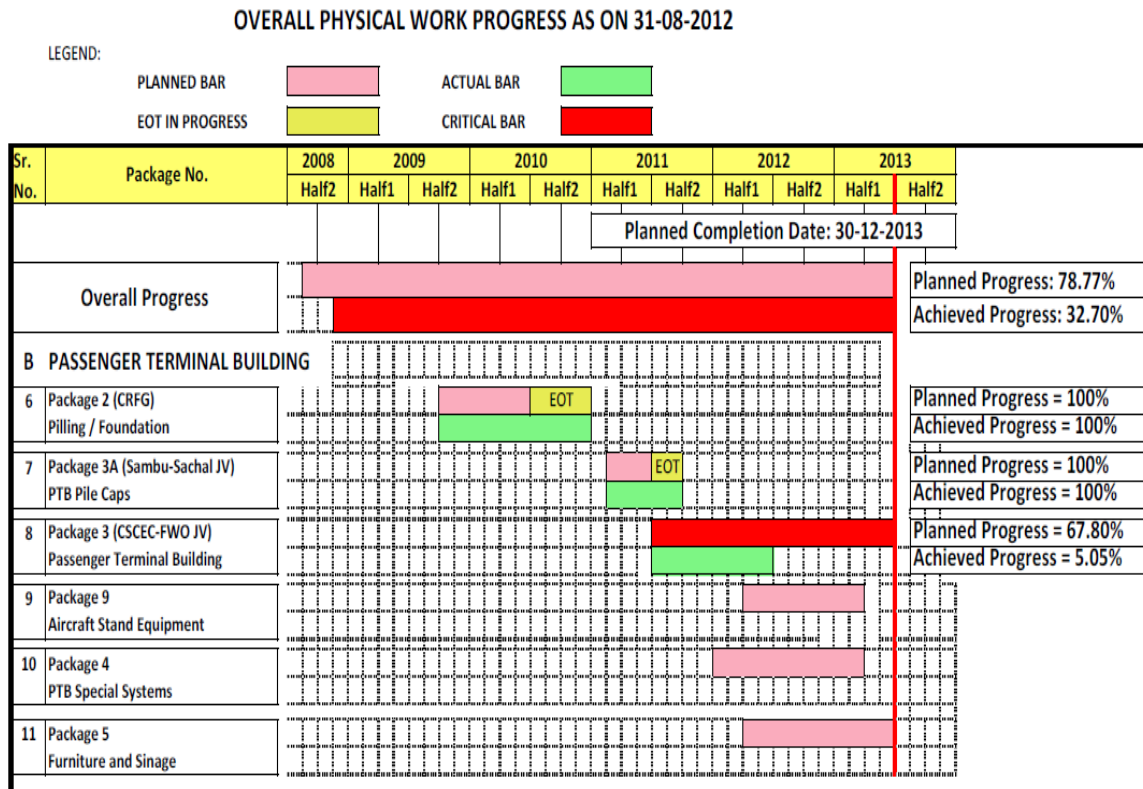 OVERALL PHYSICAL WORK PROGRESS AS ON 31-08-2012
LEGEND:
PLANNED BAR ACTUAL BAR
EOT IN PROGRESS CRITICAL BAR
Sr. No. Package No. 2008 2009 2010 2011 2012 2013
Half2 Half1 Half2 Half1 Half2 Half1 Half2 Half1 Half2 Half1 Half2
Planned Completion Date: 30-12-2013
Overall Progress
Planned Progress: 78.77%
Achieved Progress: 32.70%
B PASSENGER TERMINAL BUILDING
6 Package 2 (CRFG) EOT Planned Progress = 100%
Pilling / Foundation Achieved Progress = 100%
7 Package 3A (Sambu-Sachal JV) EOT Planned Progress = 100%
PTB Pile Caps Achieved Progress = 100%
8 Package 3 (CSCEC-FWO JV) Planned Progress = 67.80%
Passenger Terminal Building Achieved Progress = 5.05%
9 Package 9
Aircraft Stand Equipment
10 Package 4
PTB Special Systems
11 Package 5
Furniture and Sinage